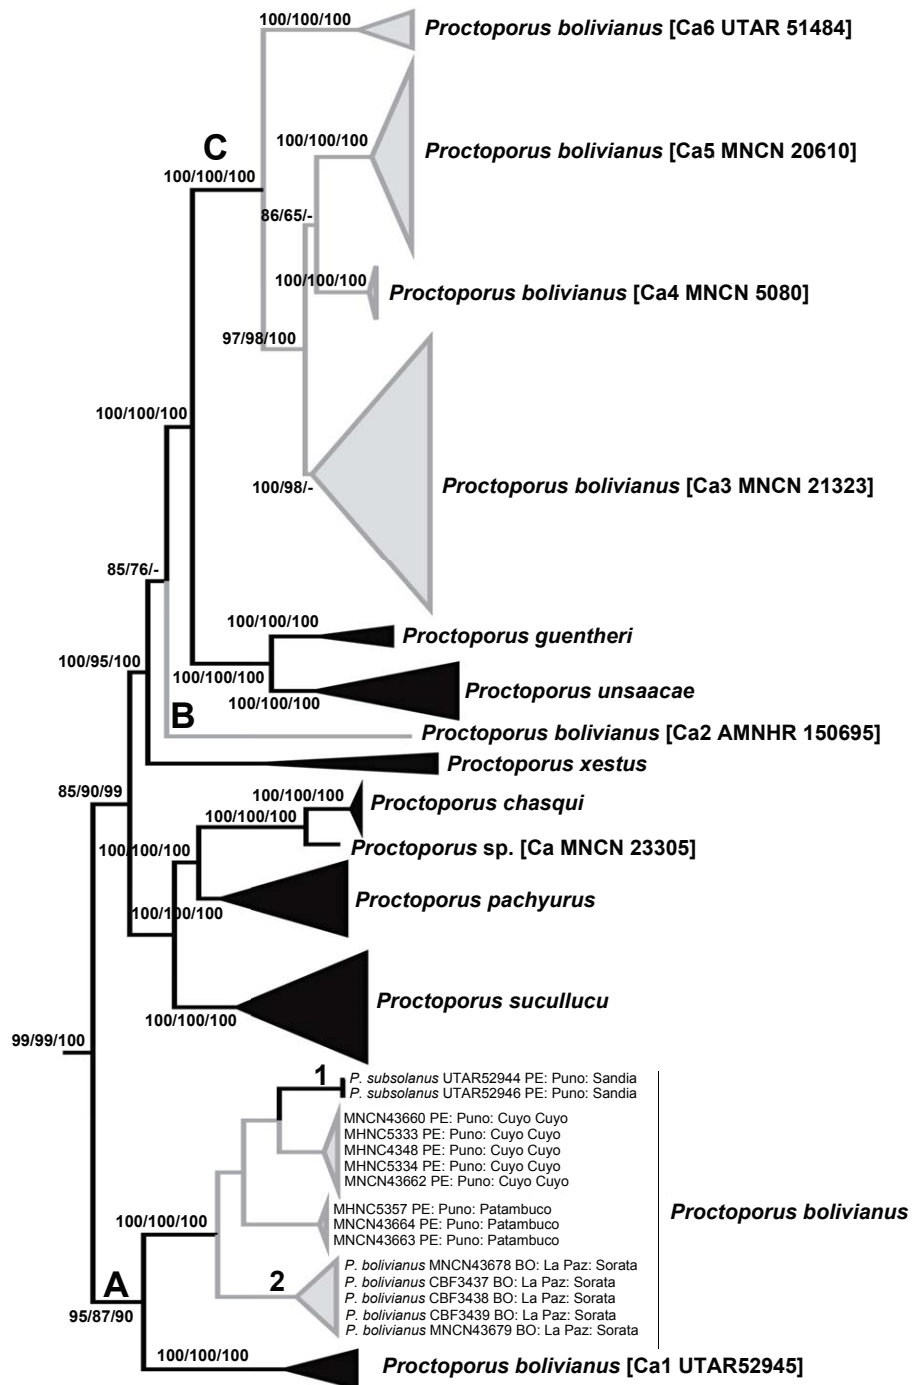 100/100/100
Proctoporus bolivianus [Ca6 UTAR 51484]
C
100/100/100
Proctoporus bolivianus [Ca5 MNCN 20610]
100/100/100
86/65/-
100/100/100
Proctoporus bolivianus [Ca4 MNCN 5080]
97/98/100
100/100/100
100/98/-
Proctoporus bolivianus [Ca3 MNCN 21323]
85/76/-
100/100/100
Proctoporus guentheri
100/95/100
100/100/100
Proctoporus unsaacae
100/100/100
B
Proctoporus bolivianus [Ca2 AMNHR 150695]
Proctoporus xestus
85/90/99
100/100/100
Proctoporus chasqui
100/100/100
Proctoporus sp. [Ca MNCN 23305]
100/100/100
Proctoporus pachyurus
100/100/100
Proctoporus sucullucu
100/100/100
99/99/100
1
P. subsolanus UTAR52944 PE: Puno: Sandia
P. subsolanus UTAR52946 PE: Puno: Sandia
MNCN43660 PE: Puno: Cuyo Cuyo
MHNC5333 PE: Puno: Cuyo Cuyo
MHNC4348 PE: Puno: Cuyo Cuyo
MHNC5334 PE: Puno: Cuyo Cuyo
MNCN43662 PE: Puno: Cuyo Cuyo
MHNC5357 PE: Puno: Patambuco
MNCN43664 PE: Puno: Patambuco
MNCN43663 PE: Puno: Patambuco
Proctoporus bolivianus
100/100/100
2
P. bolivianus MNCN43678 BO: La Paz: Sorata
P. bolivianus CBF3437 BO: La Paz: Sorata
P. bolivianus CBF3438 BO: La Paz: Sorata
P. bolivianus CBF3439 BO: La Paz: Sorata
P. bolivianus MNCN43679 BO: La Paz: Sorata
A
95/87/90
100/100/100
Proctoporus bolivianus [Ca1 UTAR52945]